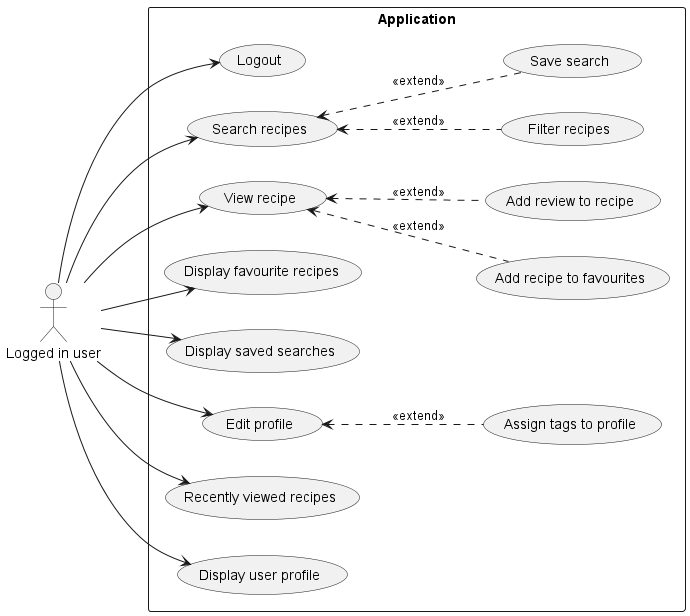 Application
Logout
Save search
«extend»
Search recipes
«extend»
Filter recipes
View recipe
«extend»
Add review to recipe
«extend»
Display favourite recipes
Add recipe to favourites
Logged in user
Display saved searches
Edit profile
«extend»
Assign tags to profile
Recently viewed recipes
Display user profile